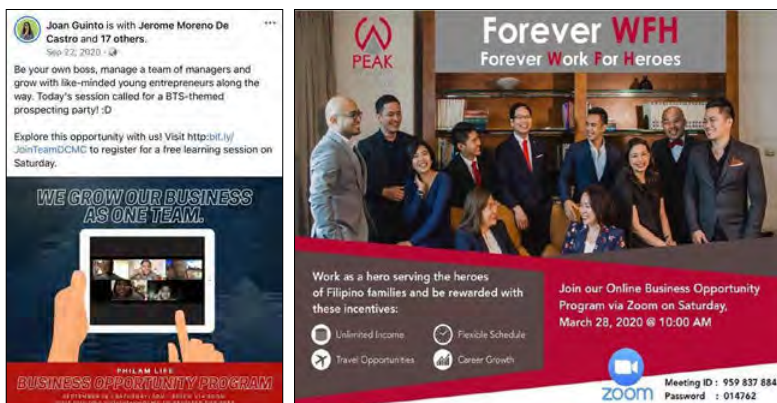 Joan Guinto is with Jerome Moreno De
Castro and 17 others.
Sep 22, 2020
Be your own boss, manage a team of managers and
grow with like-minded young entrepreneurs along the
way. Today's session called for a BTS-themed
prospecting party! :D
Explore this opportunity with us! Visit http:bit.ly/
JoinTeamDCMC to register for a free learning session on
Saturday.
WE GROW OUR BUSINESS
AS ONE TEAM.
PHILAM LIFE
BUSINESS OPPORTUNITY PROGRAM
PEAK
Forever WFH
Forever Work For Heroes
Work as a hero serving the heroes
of Filipino families and be rewarded with
these incentives:
Unlimited Income
Flexible Schedule
Travel Opportunities
Career Growth
Join our Online Business Opportunity
Program via Zoom on Saturday,
March 28, 2020 @ 10:00 AM
zoom
Meeting ID : 959 837 884
Password : 014762